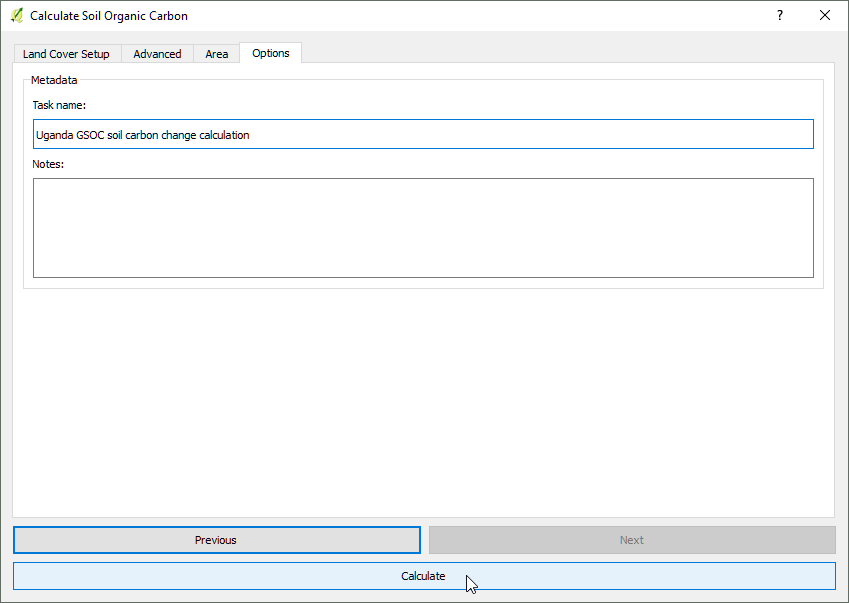 Calculate Soil Organic Carbon
?
Land Cover Setup Advanced Area Options
Metadata
Task name:
Uganda GSOC soil carbon change calculation
Notes:
Previous Next
Calculate